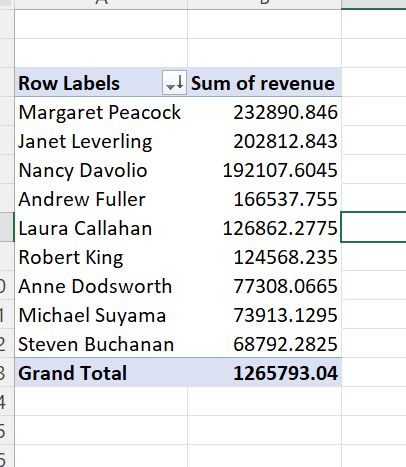 Row Labels Sum of revenue
Margaret Peacock 232890.846
Janet Leverling 202812.843
Nancy Davolio 192107.6045
Andrew Fuller 166537.755
Laura Callahan 126862.2775
Robert King 124568.235
Anne Dodsworth 77308.0665
Michael Suyama 73913.1295
Steven Buchanan 68792.2825
Grand Total 1265793.04